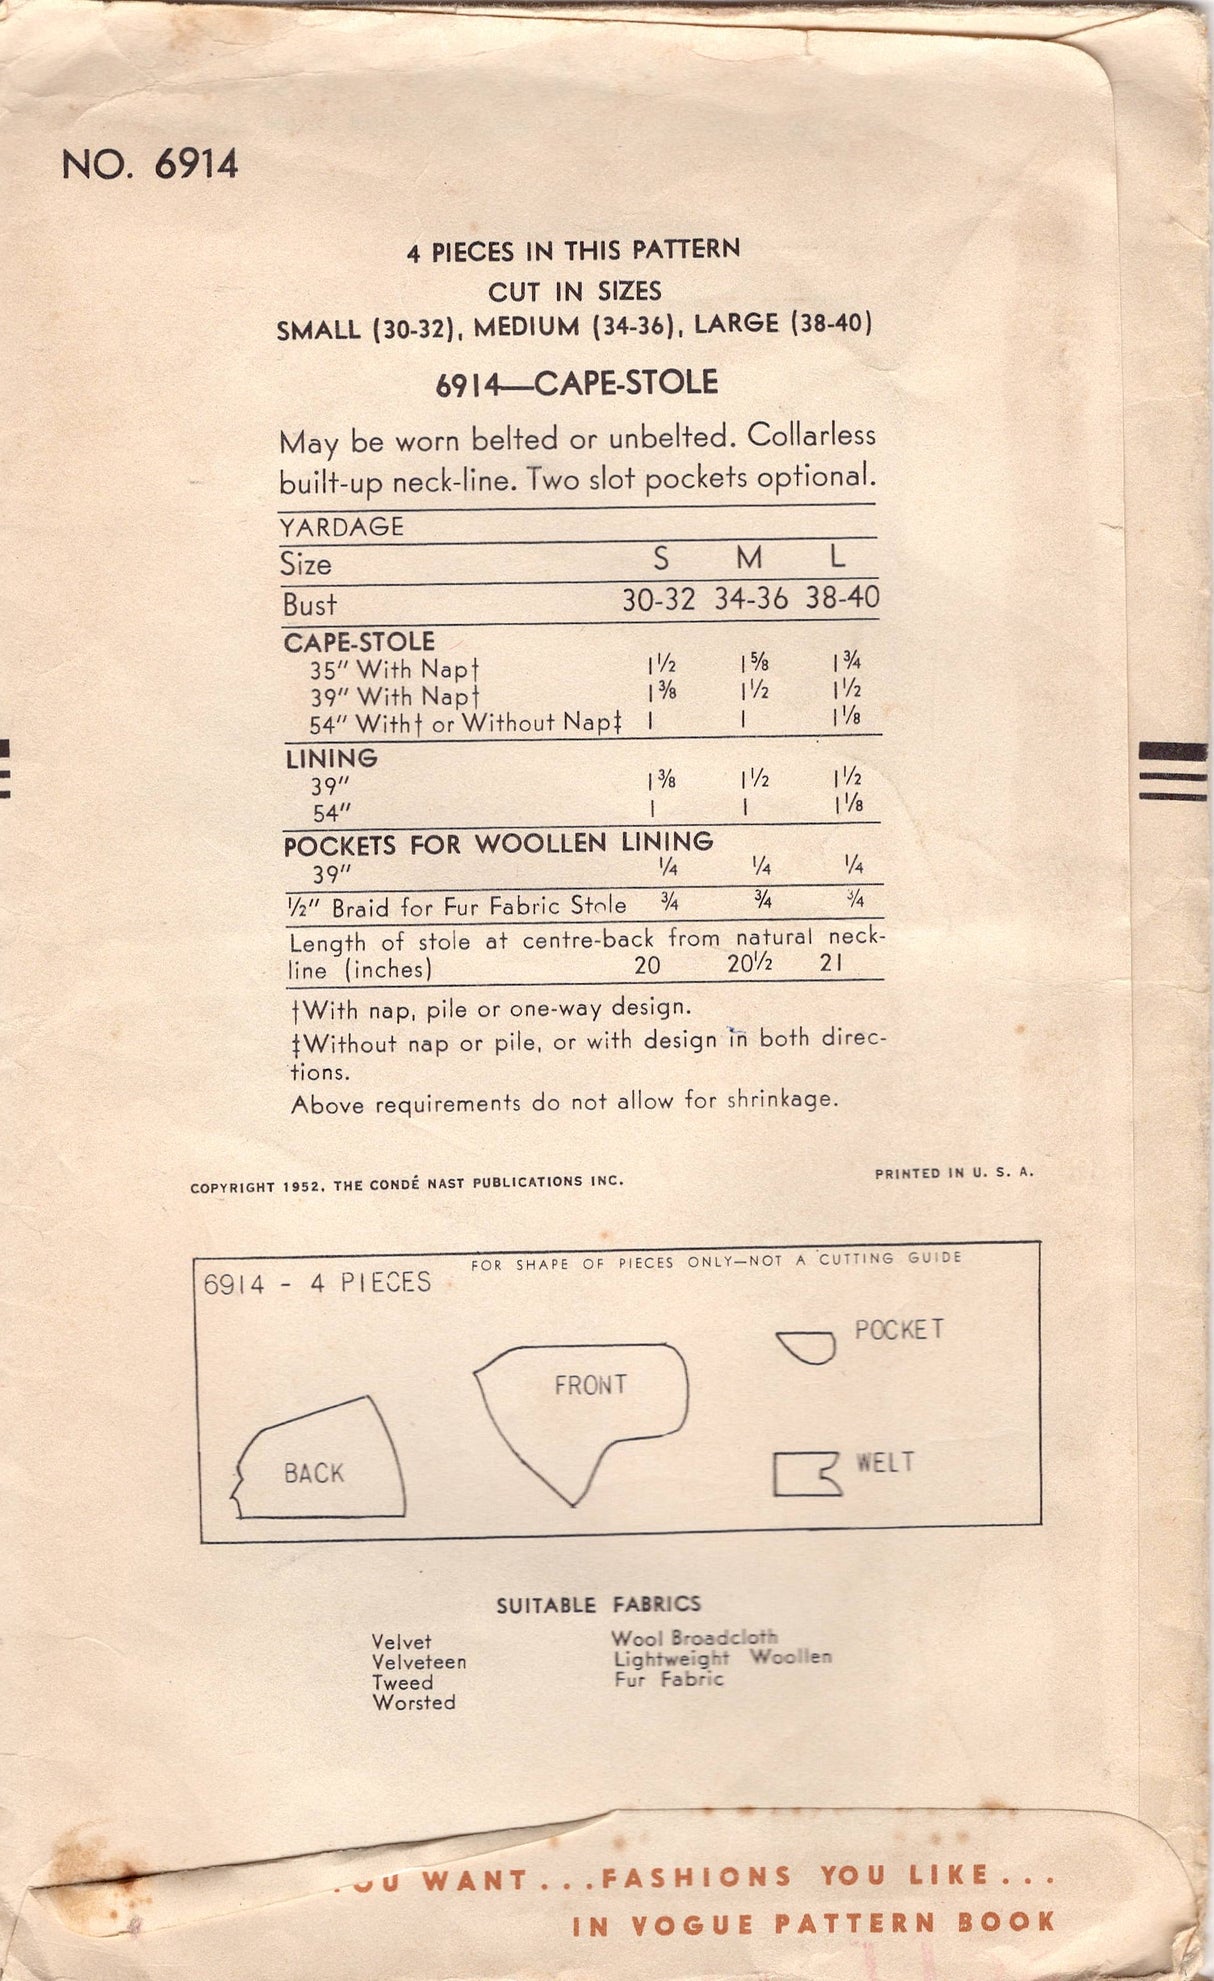 NO. 6914
4 PIECES IN THIS PATTERN
CUT IN SIZES
SMALL (30-32), MEDIUM (34-36), LARGE (38-40)
6914—CAPE-STOLE
May be worn belted or unbelted. Collarless
built-up neck-line. Two slot pockets optional.
YARDAGE
Size S M L
Bust 30-32 34-36 38-40
CAPE-STOLE
35" With Nap† 1½ 1⅝ 1¾
39" With Nap† 1⅜ 1½ 1½
54" With† or Without Nap‡ 1 1 1⅛
LINING
39" 1⅜ 1½ 1½
54" 1 1 1⅛
POCKETS FOR WOOLLEN LINING
39" ¼ ¼ ¼
½" Braid for Fur Fabric Stole ¾ ¾ ¾
Length of stole at centre-back from natural neck-
line (inches) 20 20½ 21
†With nap, pile or one-way design.
‡Without nap or pile, or with design in both direc-
tions.
Above requirements do not allow for shrinkage.
COPYRIGHT 1952, THE CONDÉ NAST PUBLICATIONS INC. PRINTED IN U. S. A.
FOR SHAPE OF PIECES ONLY—NOT A CUTTING GUIDE
6914 - 4 PIECES
POCKET
FRONT
BACK
WELT
SUITABLE FABRICS
Velvet Wool Broadcloth
Velveteen Lightweight Woollen
Tweed Fur Fabric
Worsted
WANT...FASHIONS YOU LIKE...
IN VOGUE PATTERN BOOK